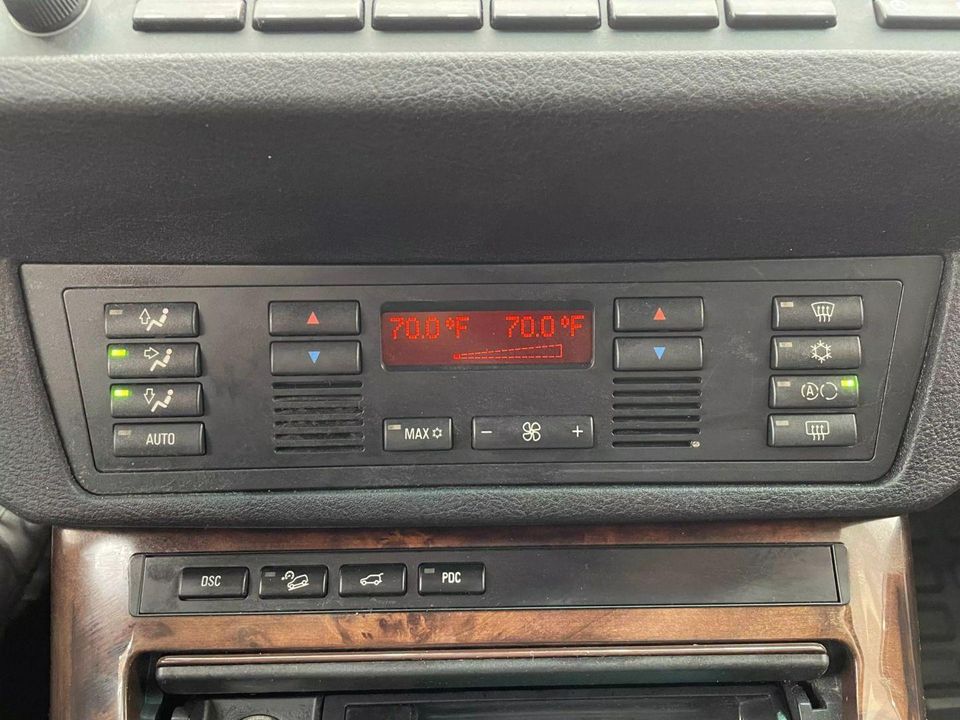 70.0 °F 70.0 °F
AUTO
MAX
- +
A
DSC
PDC